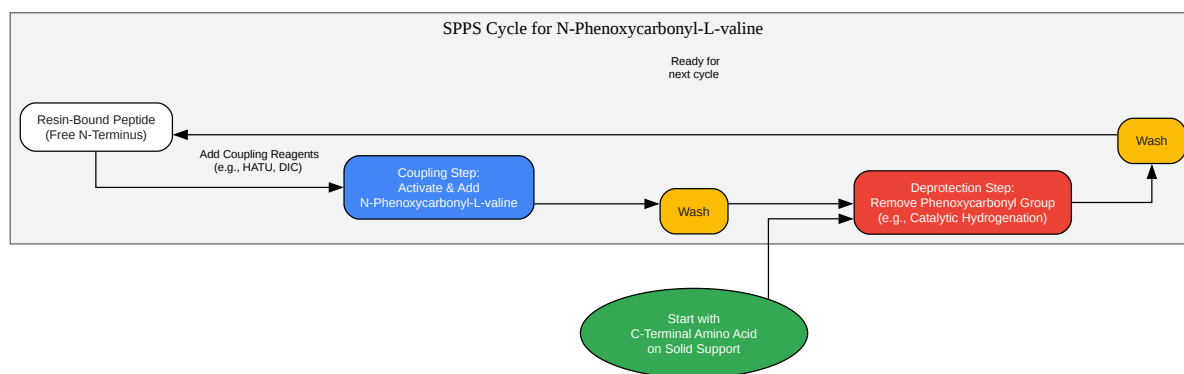 SPPS Cycle for N-Phenoxycarbonyl-L-valine
Ready for
next cycle
Resin-Bound Peptide
(Free N-Terminus)
Wash
Add Coupling Reagents
(e.g., HATU, DIC)
Coupling Step:
Activate & Add
N-Phenoxycarbonyl-L-valine
Wash
Deprotection Step:
Remove Phenoxycarbonyl Group
(e.g., Catalytic Hydrogenation)
Start with
C-Terminal Amino Acid
on Solid Support